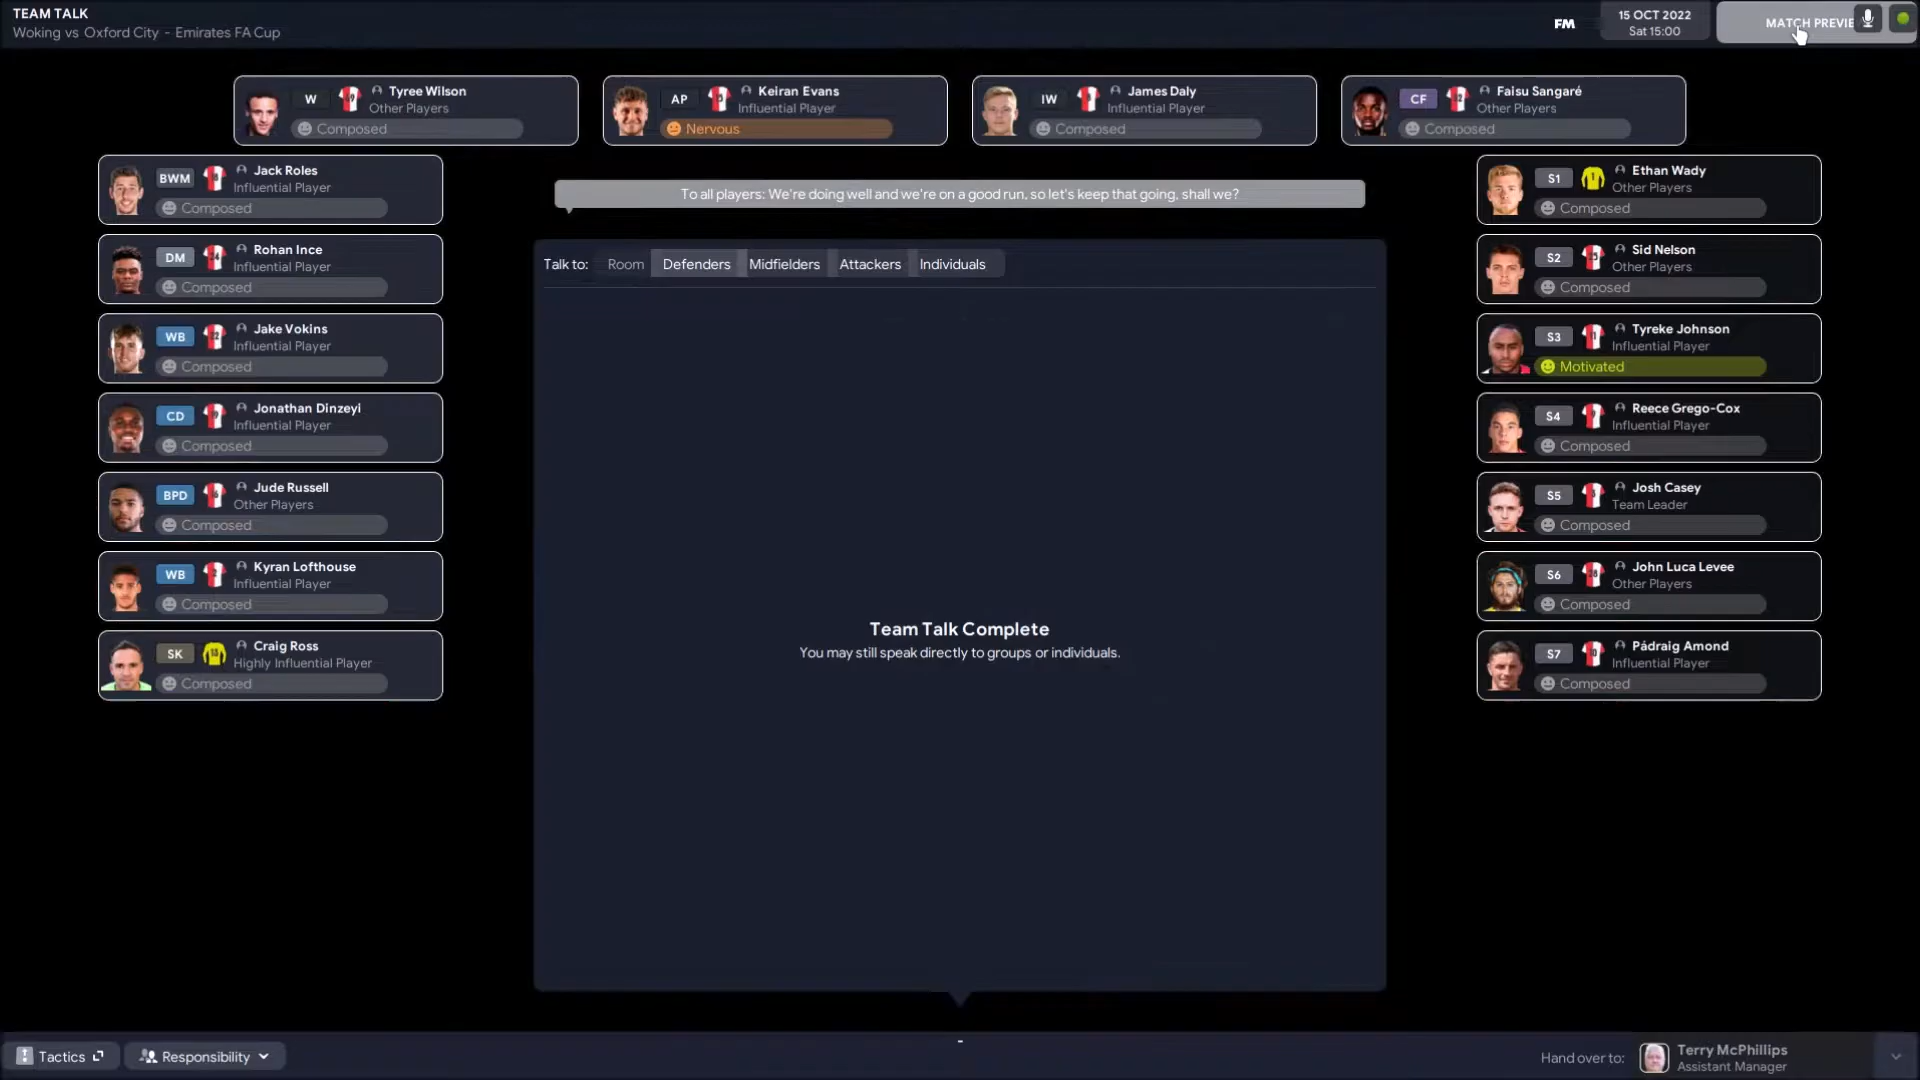 TEAM TALK
Woking vs Oxford City - Emirates FA Cup
FM
15 OCT 2022
Sat 15:00
MATCH PREVIE
W
Tyree Wilson
Other Players
Composed
AP
Keiran Evans
Influential Player
Nervous
IW
James Daly
Influential Player
Composed
CF
Faisu Sangaré
Other Players
Composed
BWM
Jack Roles
Influential Player
Composed
DM
Rohan Ince
Influential Player
Composed
WB
Jake Vokins
Influential Player
Composed
CD
Jonathan Dinzeyi
Influential Player
Composed
BPD
Jude Russell
Other Players
Composed
WB
Kyran Lofthouse
Influential Player
Composed
SK
Craig Ross
Highly Influential Player
Composed
To all players: We're doing well and we're on a good run, so let's keep that going, shall we?
Talk to: Room Defenders Midfielders Attackers Individuals
Team Talk Complete
You may still speak directly to groups or individuals.
S1
Ethan Wady
Other Players
Composed
S2
Sid Nelson
Other Players
Composed
S3
Tyreke Johnson
Influential Player
Motivated
S4
Reece Grego-Cox
Influential Player
Composed
S5
Josh Casey
Team Leader
Composed
S6
John Luca Levee
Other Players
Composed
S7
Pádraig Amond
Influential Player
Composed
Tactics
Responsibility
Hand over to:
Terry McPhillips
Assistant Manager